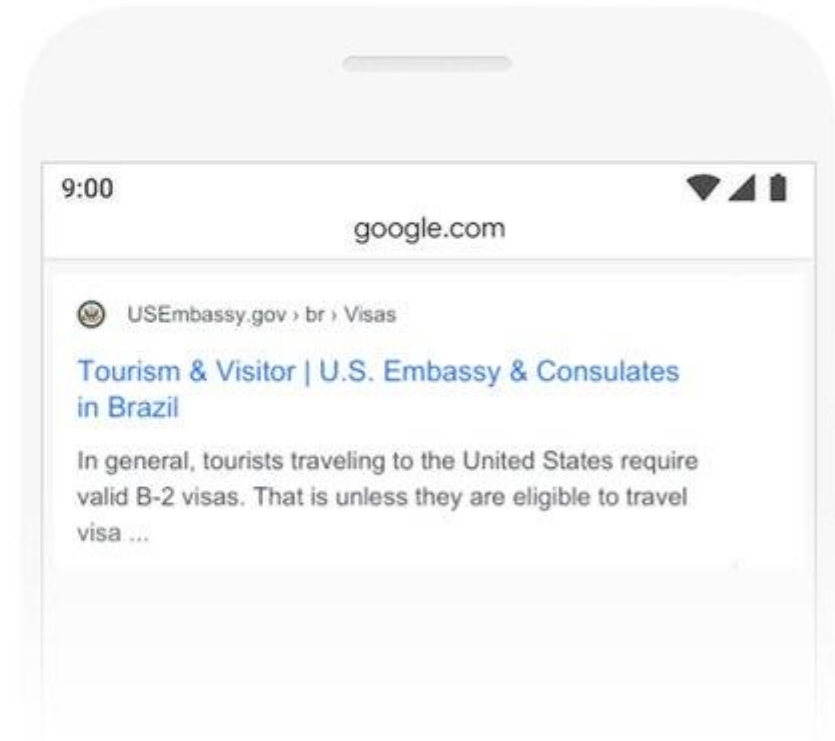 9:00
google.com
USEmbassy.gov › br › Visas
Tourism & Visitor | U.S. Embassy & Consulates
in Brazil
In general, tourists traveling to the United States require
valid B-2 visas. That is unless they are eligible to travel
visa ...